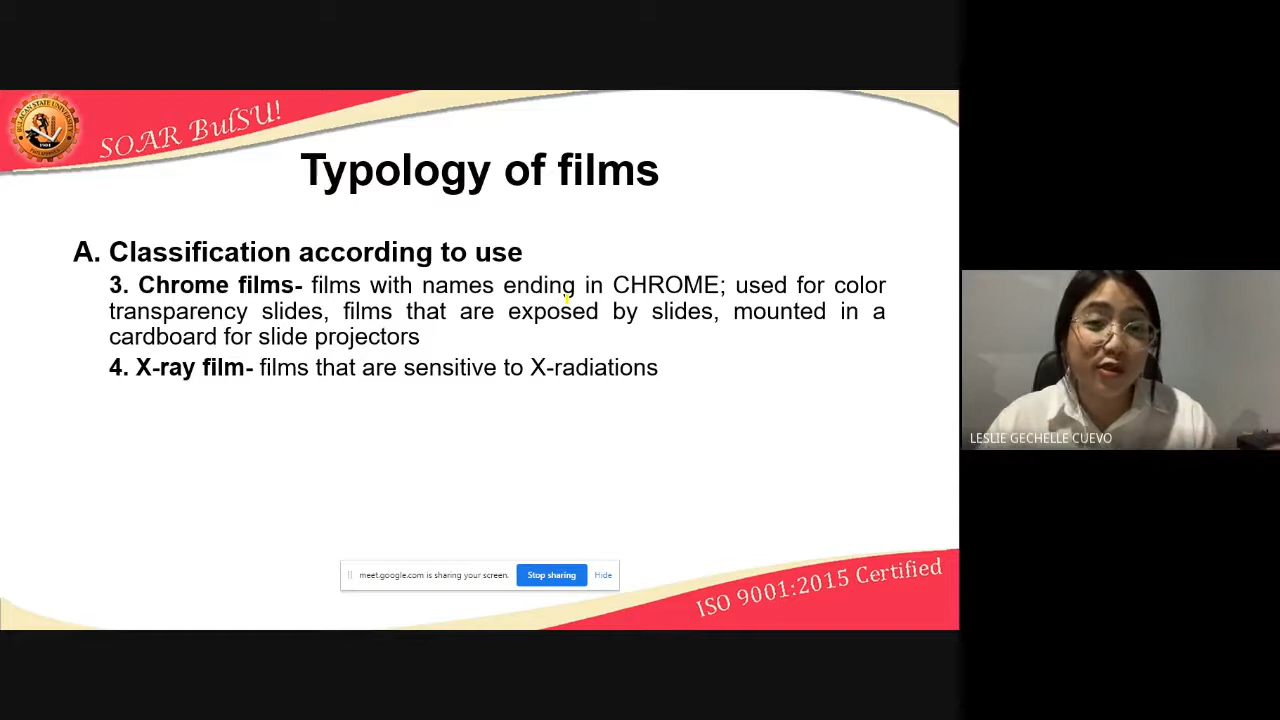 SOAR BulSU!
Typology of films
A. Classification according to use
3. Chrome films- films with names ending in CHROME; used for color
transparency slides, films that are exposed by slides, mounted in a
cardboard for slide projectors
4. X-ray film- films that are sensitive to X-radiations
LESLIE GECHELLE CUEVO
meet.google.com is sharing your screen.
Stop sharing
Hide
ISO 9001:2015 Certified